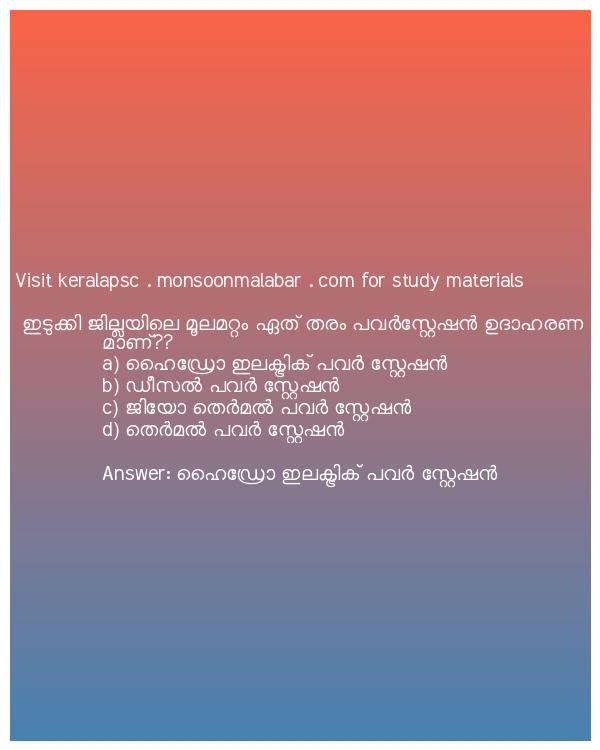 Visit keralapsc . monsoonmalabar . com for study materials
ഇടുക്കി ജില്ലയിലെ മൂലമറ്റം ഏത് തരം പവർസ്റ്റേഷൻ ഉദാഹരണ
മാണ്??
a) ഹൈഡ്രോ ഇലക്ട്രിക് പവർ സ്റ്റേഷൻ
b) ഡീസൽ പവർ സ്റ്റേഷൻ
c) ജിയോ തെർമൽ പവർ സ്റ്റേഷൻ
d) തെർമൽ പവർ സ്റ്റേഷൻ
Answer: ഹൈഡ്രോ ഇലക്ട്രിക് പവർ സ്റ്റേഷൻ